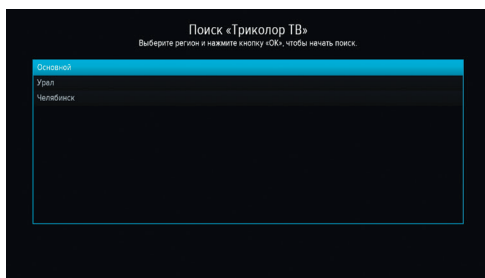 Поиск «Триколор ТВ»
Выберите регион и нажмите кнопку «ОК», чтобы начать поиск.
Основной
Урал
Челябинск